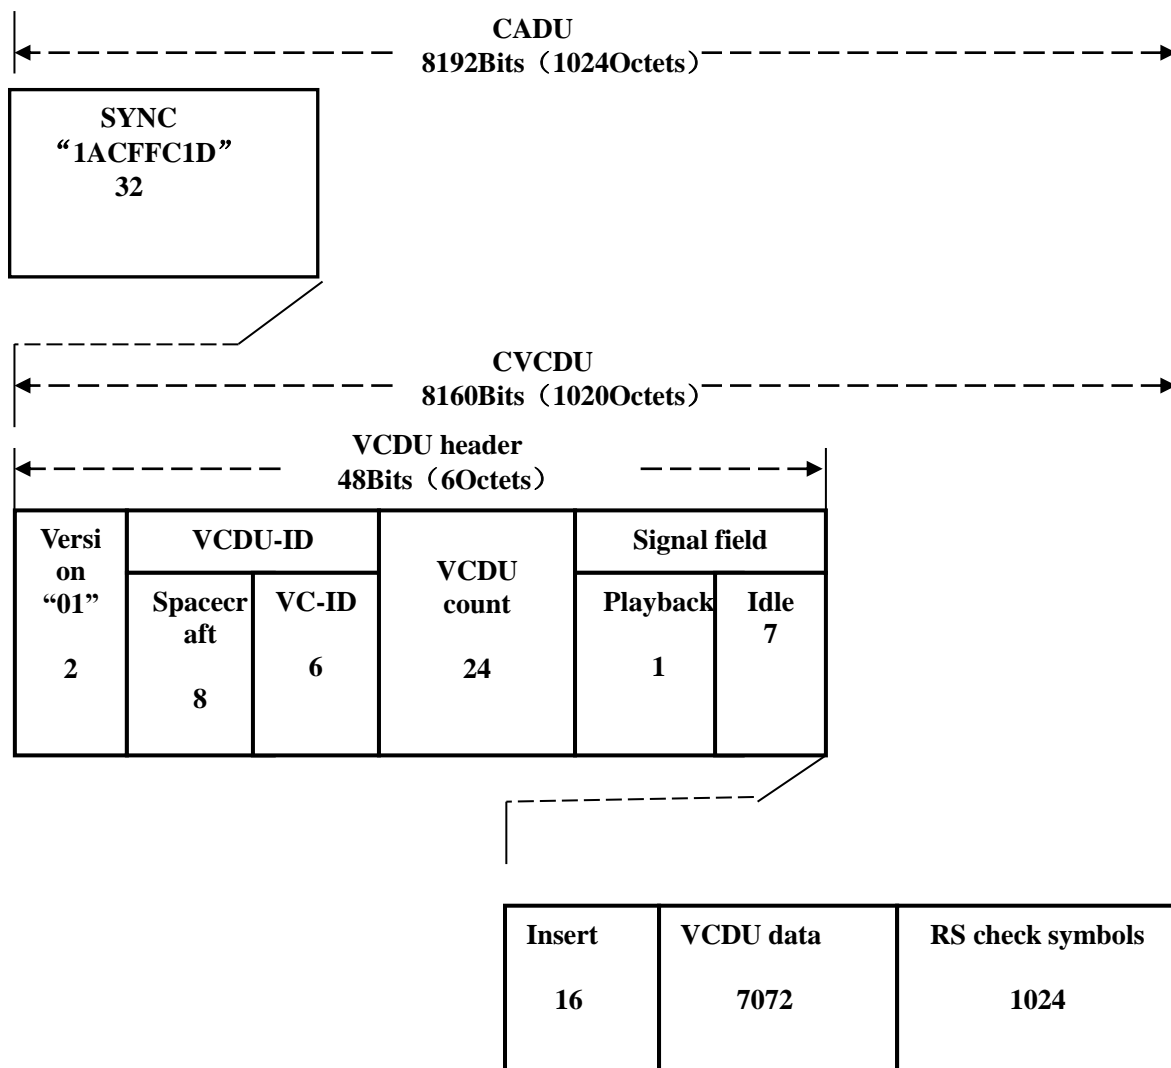 CADU
8192Bits（1024Octets）
SYNC
“1ACFFC1D”
32
CVCDU
8160Bits（1020Octets）
VCDU header
48Bits（6Octets）
Versi
on
“01”
2
VCDU-ID
Spacecr
aft
8
VC-ID
6
VCDU
count
24
Signal field
Playback
1
Idle
7
Insert
16
VCDU data
7072
RS check symbols
1024